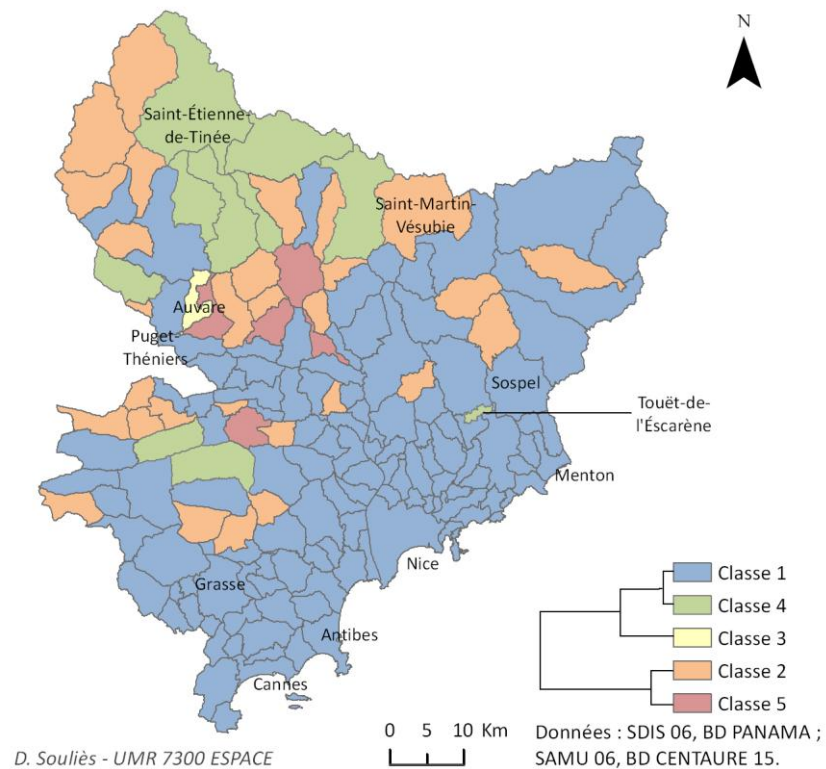 N
Saint-Étienne-
de-Tinée
Saint-Martin-
Vésubie
Auvare
Puget-
Théniers
Sospel
Touët-de-
l'Éscarène
Menton
Nice
Grasse
Antibes
Cannes
Classe 1
Classe 4
Classe 3
Classe 2
Classe 5
0 5 10 Km
Données : SDIS 06, BD PANAMA ;
SAMU 06, BD CENTAURE 15.
D. Souliès - UMR 7300 ESPACE